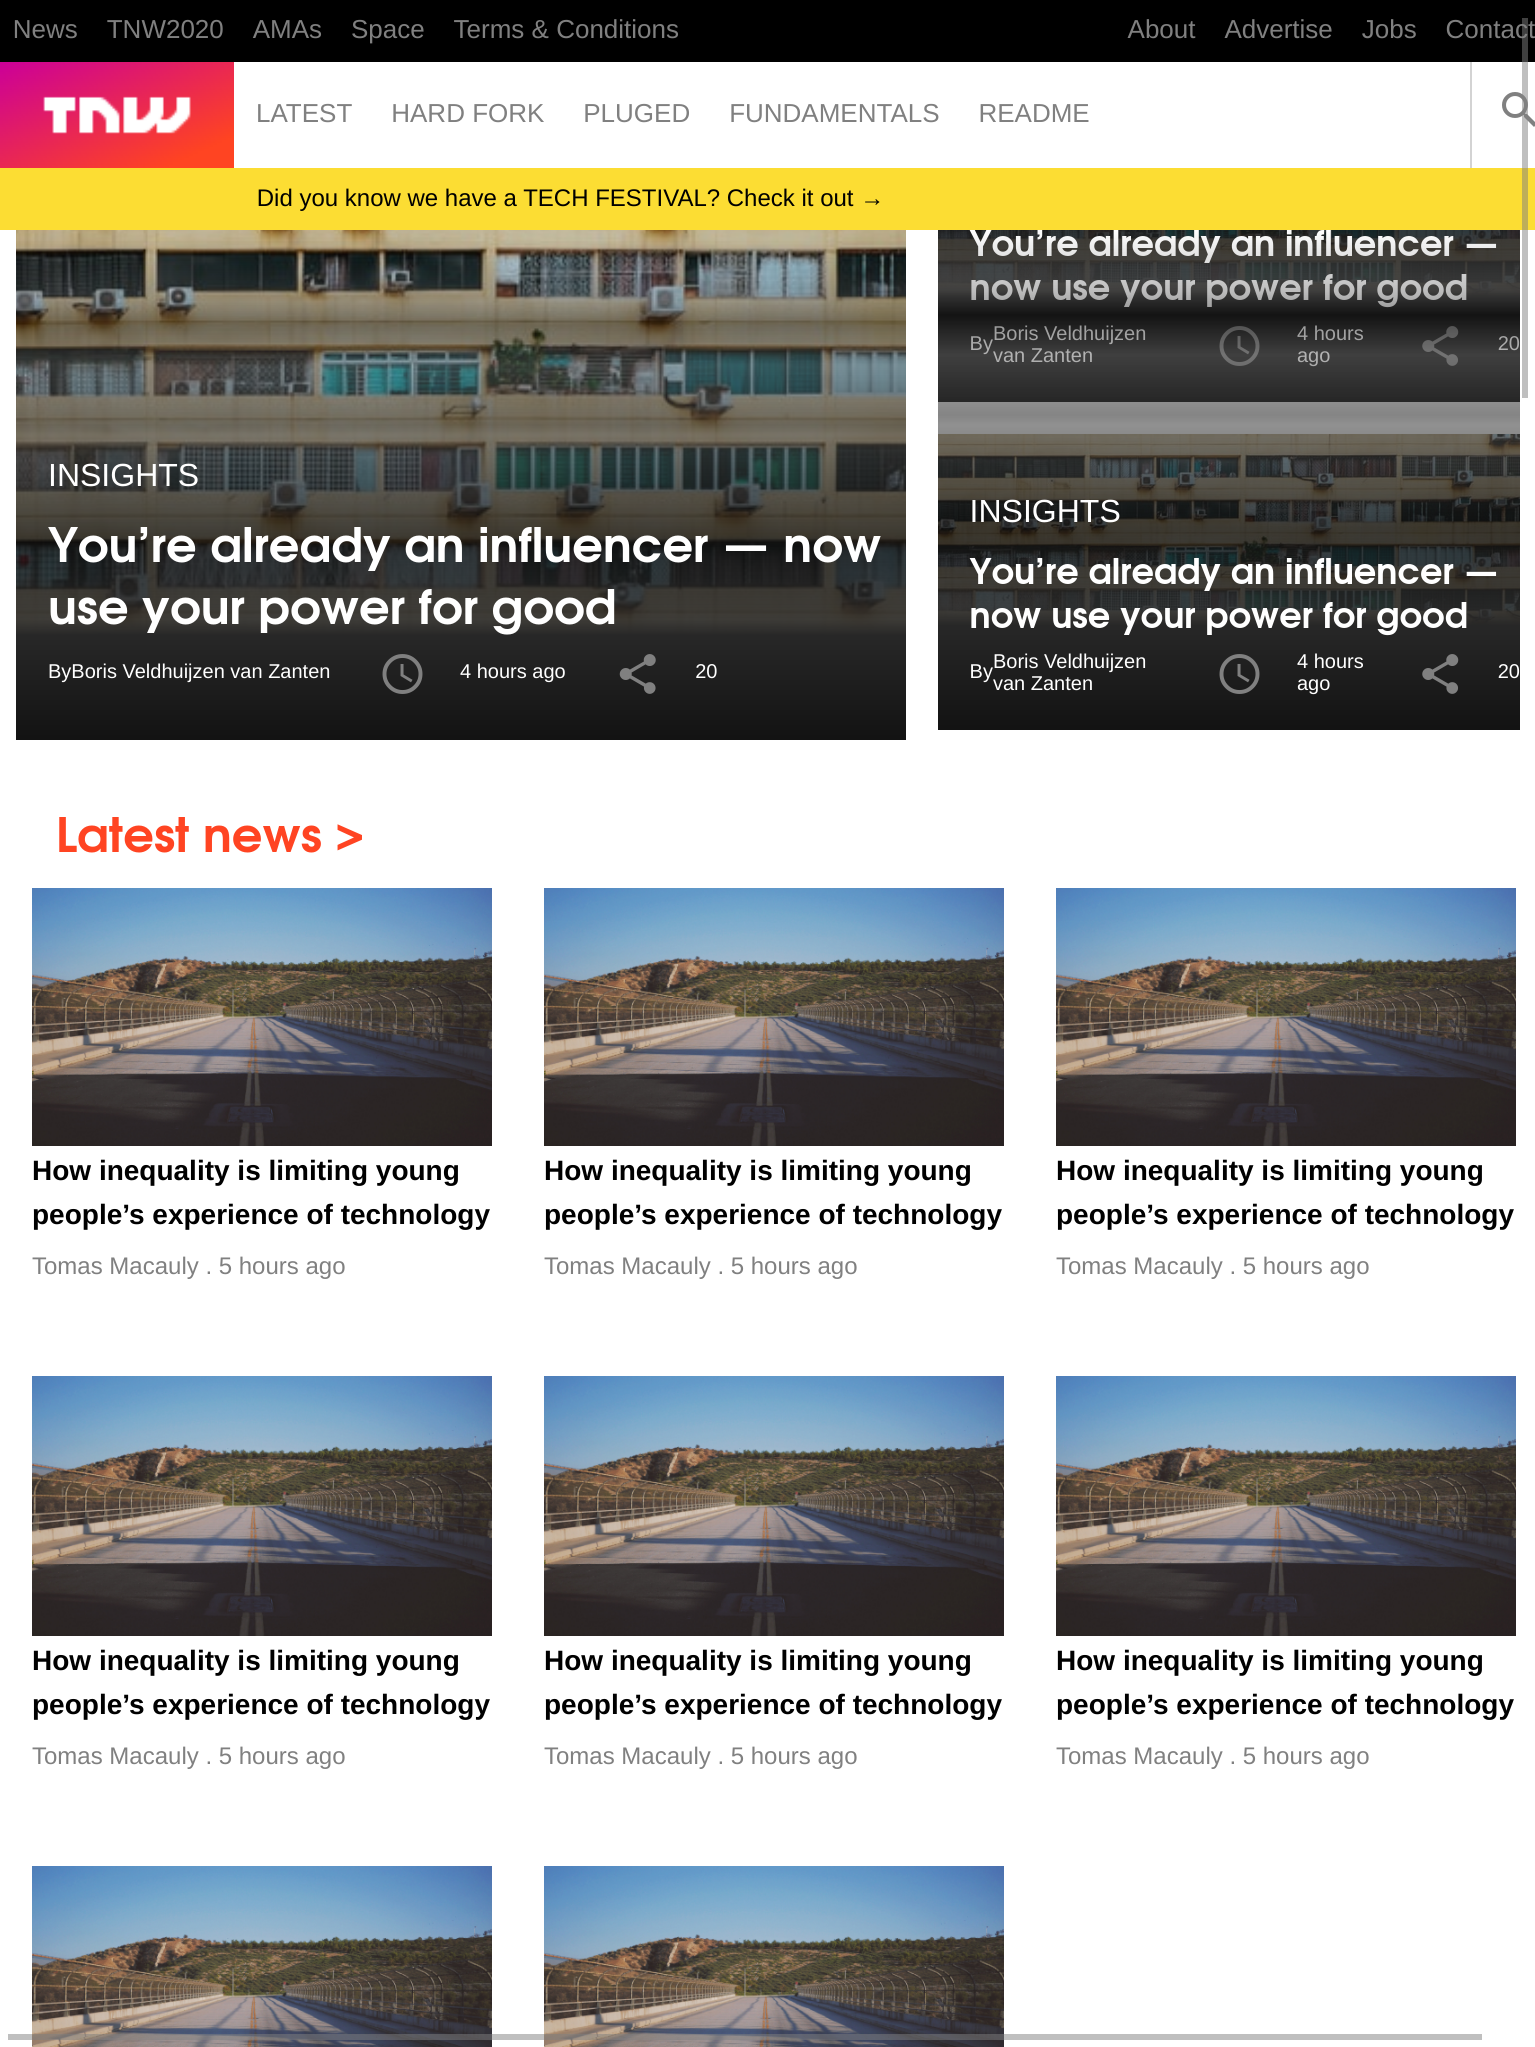 News TNW2020 AMAs Space Terms & Conditions About Advertise Jobs Contact
TNW LATEST HARD FORK PLUGED FUNDAMENTALS README
Did you know we have a TECH FESTIVAL? Check it out →
INSIGHTS
You’re already an influencer — now
use your power for good
ByBoris Veldhuijzen van Zanten 4 hours ago 20
You’re already an influencer —
now use your power for good
By Boris Veldhuijzen 4 hours 20
van Zanten ago
INSIGHTS
You’re already an influencer —
now use your power for good
By Boris Veldhuijzen 4 hours 20
van Zanten ago
Latest news >
How inequality is limiting young
people’s experience of technology
Tomas Macauly . 5 hours ago
How inequality is limiting young
people’s experience of technology
Tomas Macauly . 5 hours ago
How inequality is limiting young
people’s experience of technology
Tomas Macauly . 5 hours ago
How inequality is limiting young
people’s experience of technology
Tomas Macauly . 5 hours ago
How inequality is limiting young
people’s experience of technology
Tomas Macauly . 5 hours ago
How inequality is limiting young
people’s experience of technology
Tomas Macauly . 5 hours ago